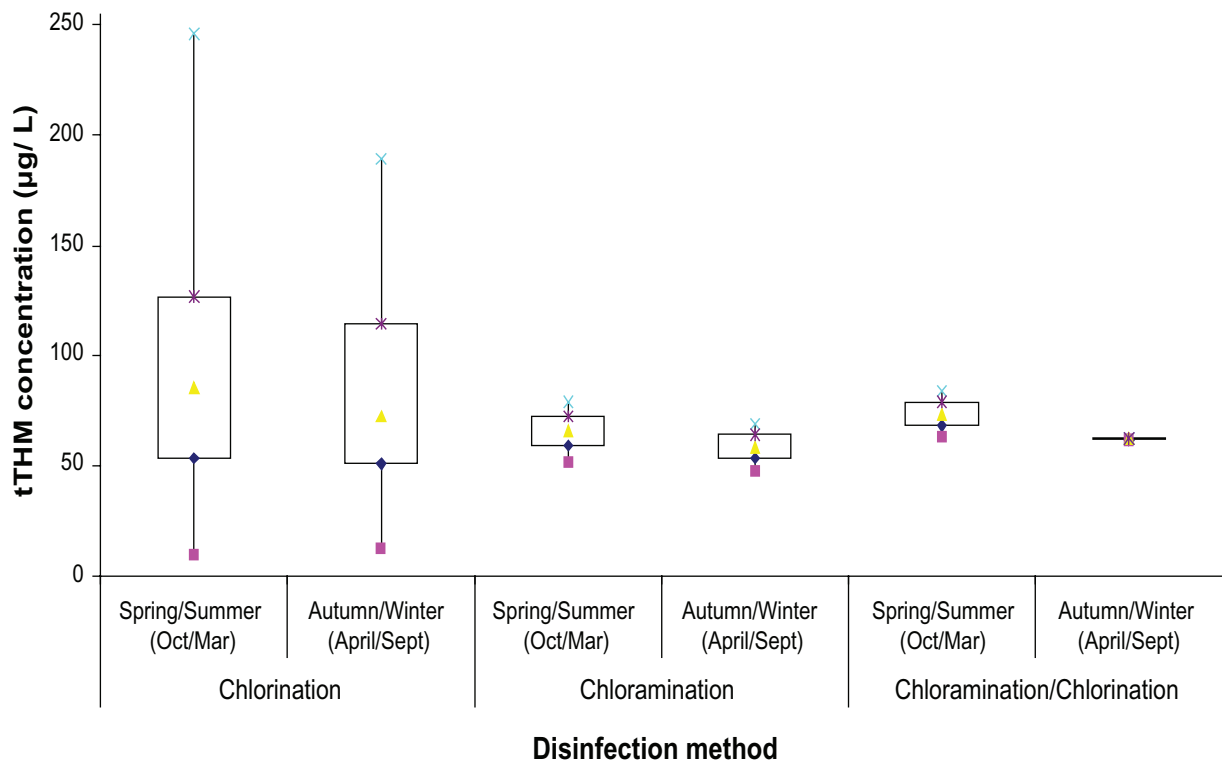 tTHM concentration (µg/ L)
250
200
150
100
50
0
Spring/Summer
(Oct/Mar)
Autumn/Winter
(April/Sept)
Spring/Summer
(Oct/Mar)
Autumn/Winter
(April/Sept)
Spring/Summer
(Oct/Mar)
Autumn/Winter
(April/Sept)
Chlorination
Chloramination
Chloramination/Chlorination
Disinfection method